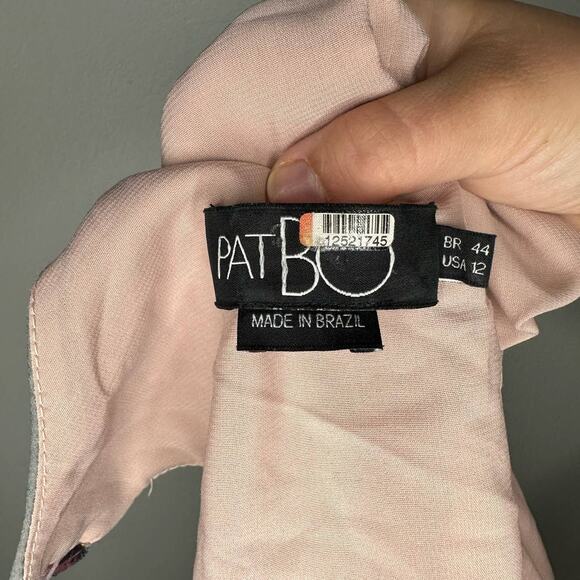 PATBO
12521745
BR 44
USA 12
MADE IN BRAZIL